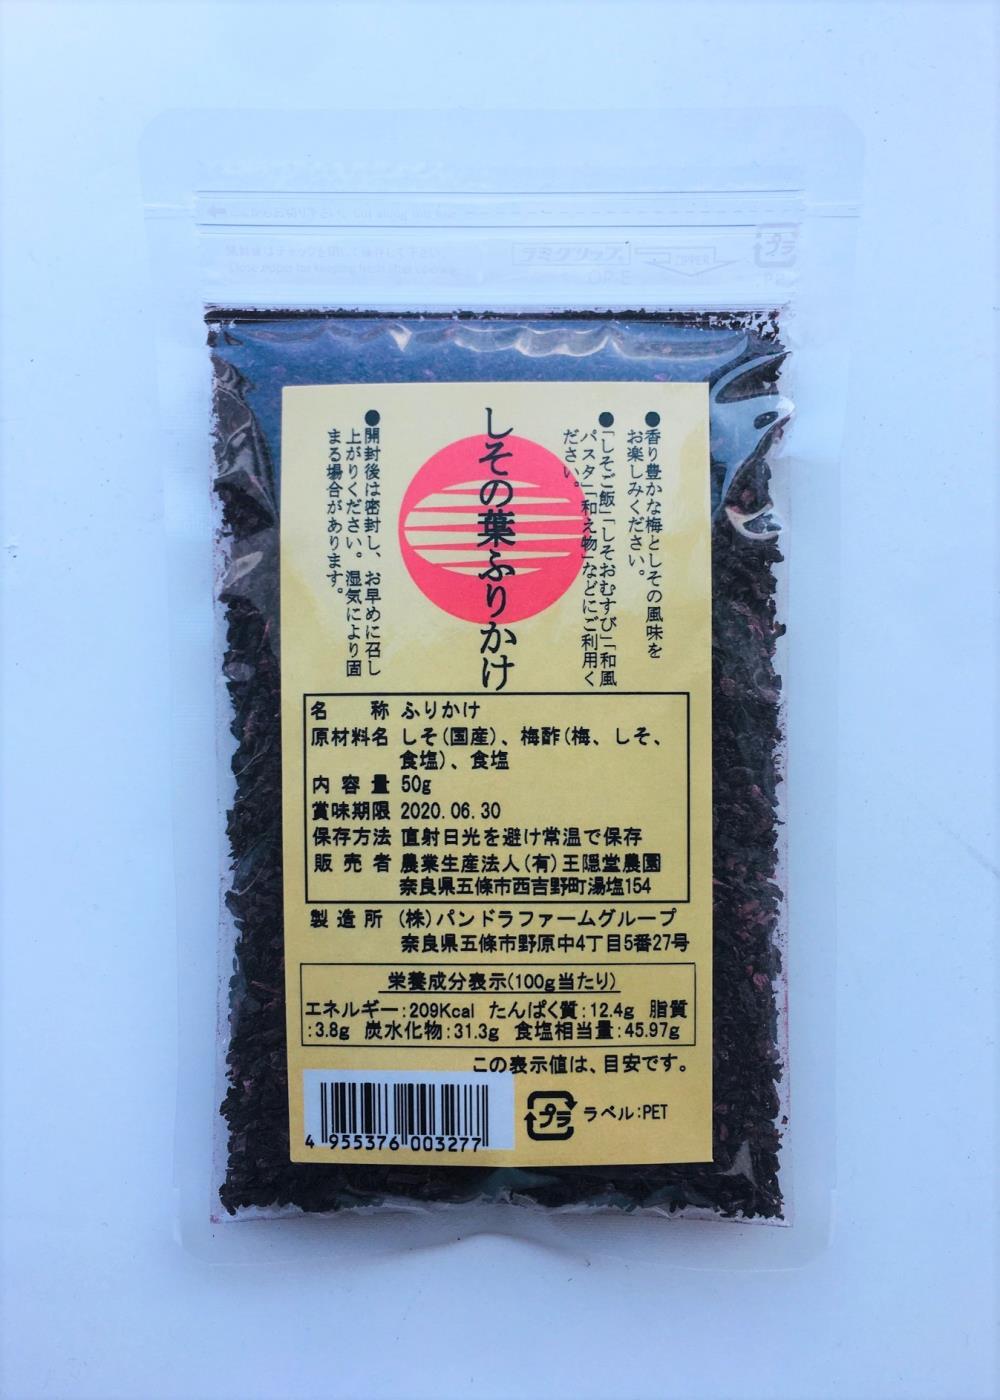 ラミグリップ
ZIPPER
プラ
●香り豊かな梅としその風味を
お楽しみください。
●「しそご飯」「しそおむすび」「和風
パスタ」「和え物」などにご利用く
ださい。
しその葉ふりかけ
●開封後は密封し、お早めに召し
上がりください。湿気により固
まる場合があります。
名称 ふりかけ
原材料名 しそ(国産)、梅酢(梅、しそ、
食塩)、食塩
内容量 50g
賞味期限 2020.06.30
保存方法 直射日光を避け常温で保存
販売者 農業生産法人(有)王隠堂農園
奈良県五條市西吉野町湯塩154
製造所 (株)パンドラファームグループ
奈良県五條市野原中4丁目5番27号
栄養成分表示(100g当たり)
エネルギー:209Kcal たんぱく質:12.4g 脂質
:3.8g 炭水化物:31.3g 食塩相当量:45.97g
この表示値は、目安です。
4 955376 003277
プラ ラベル:PET